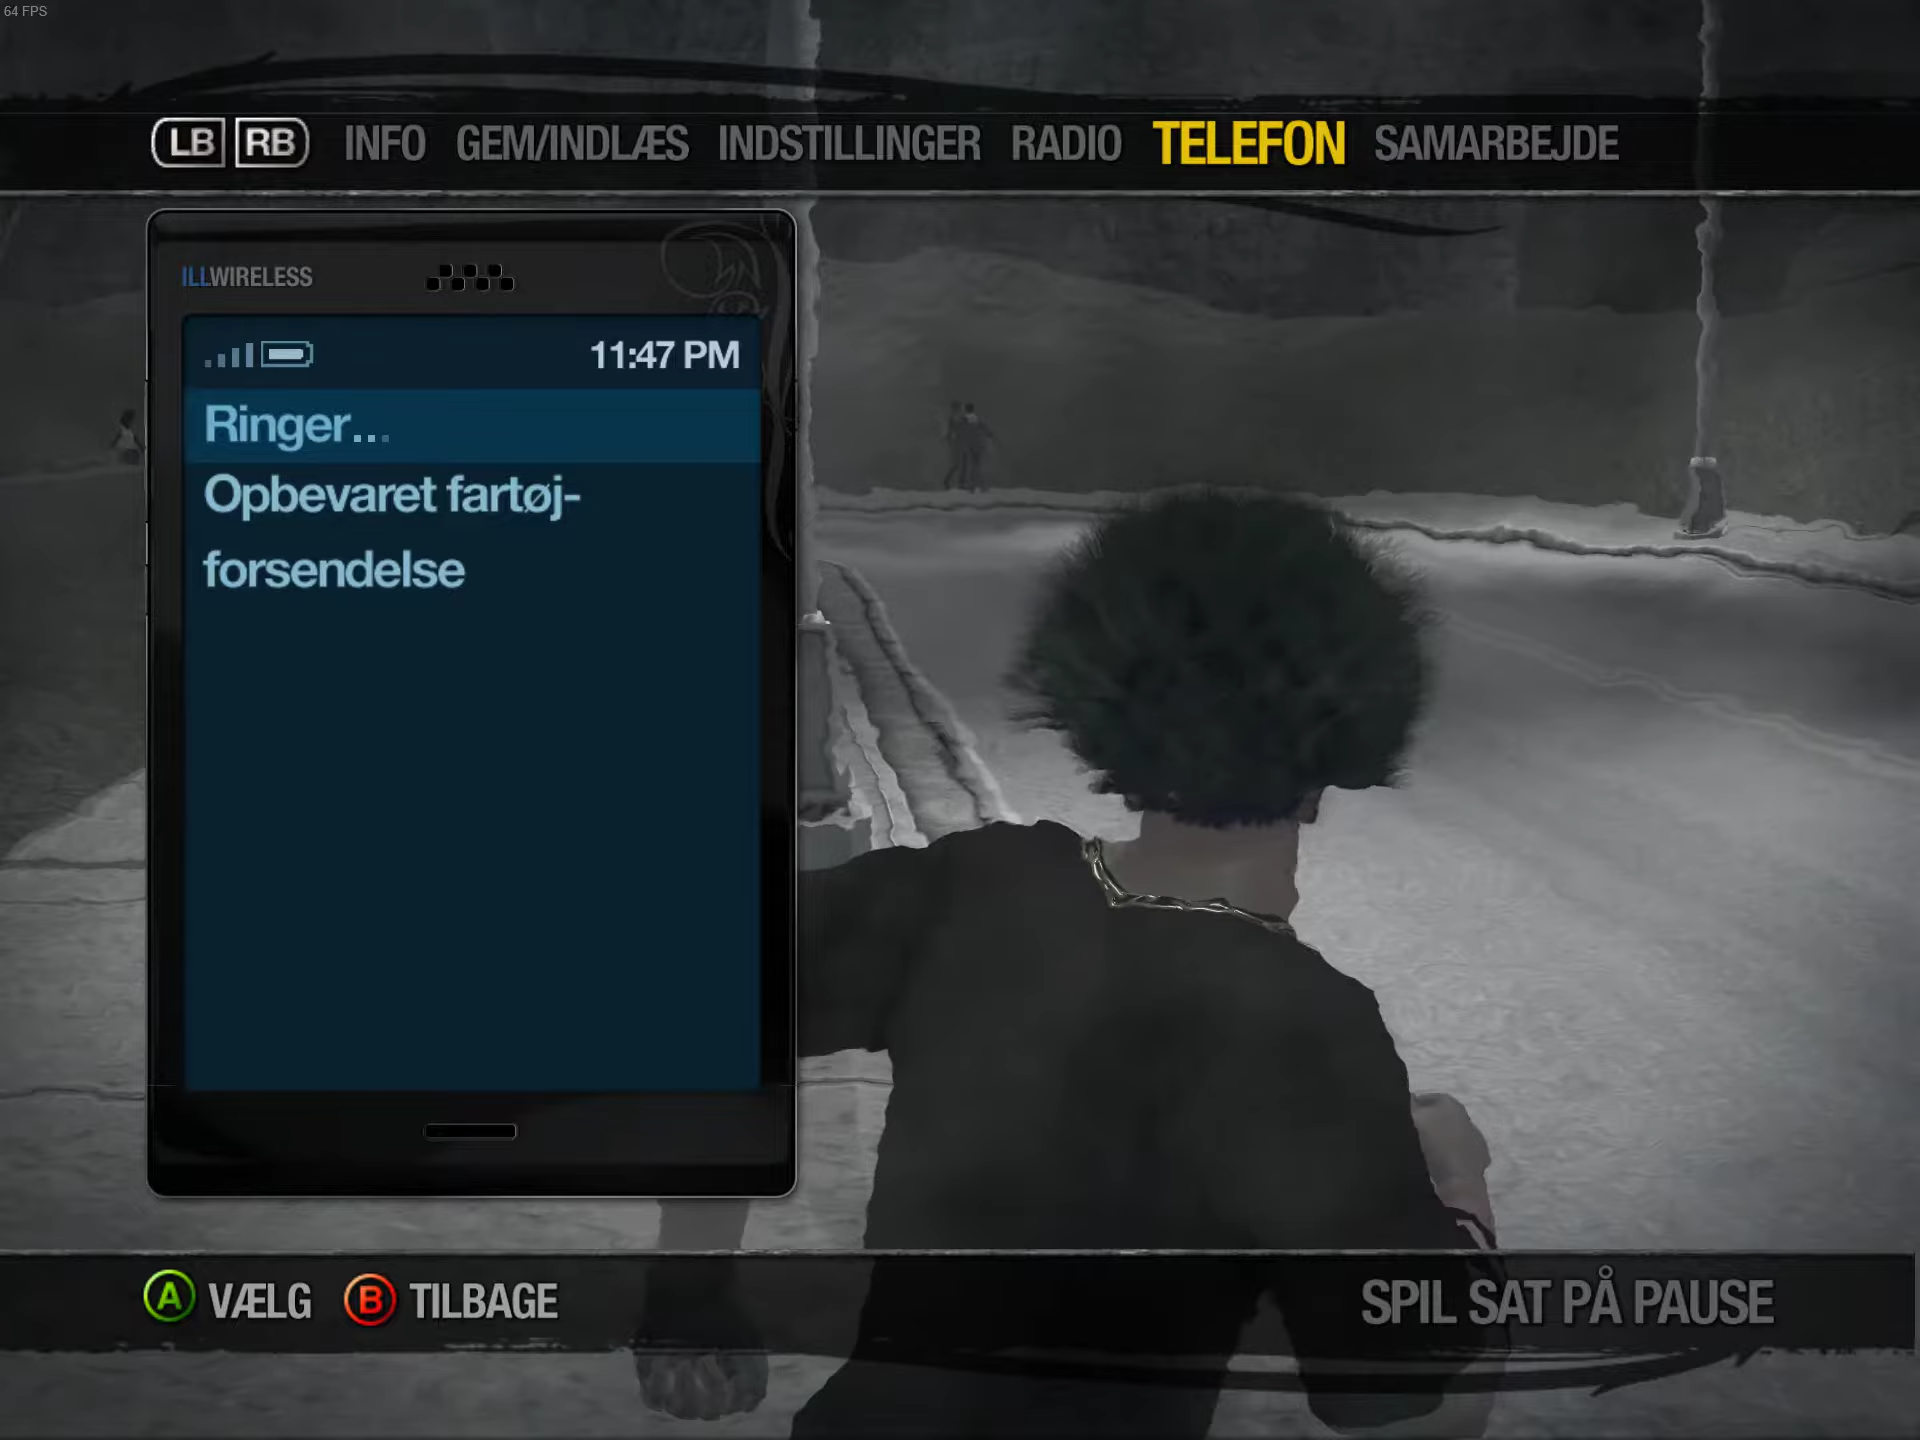 64 FPS
LB RB INFO GEM/INDLÆS INDSTILLINGER RADIO TELEFON SAMARBEJDE
ILLWIRELESS
11:47 PM
Ringer...
Opbevaret fartøj-
forsendelse
A VÆLG B TILBAGE SPIL SAT PÅ PAUSE